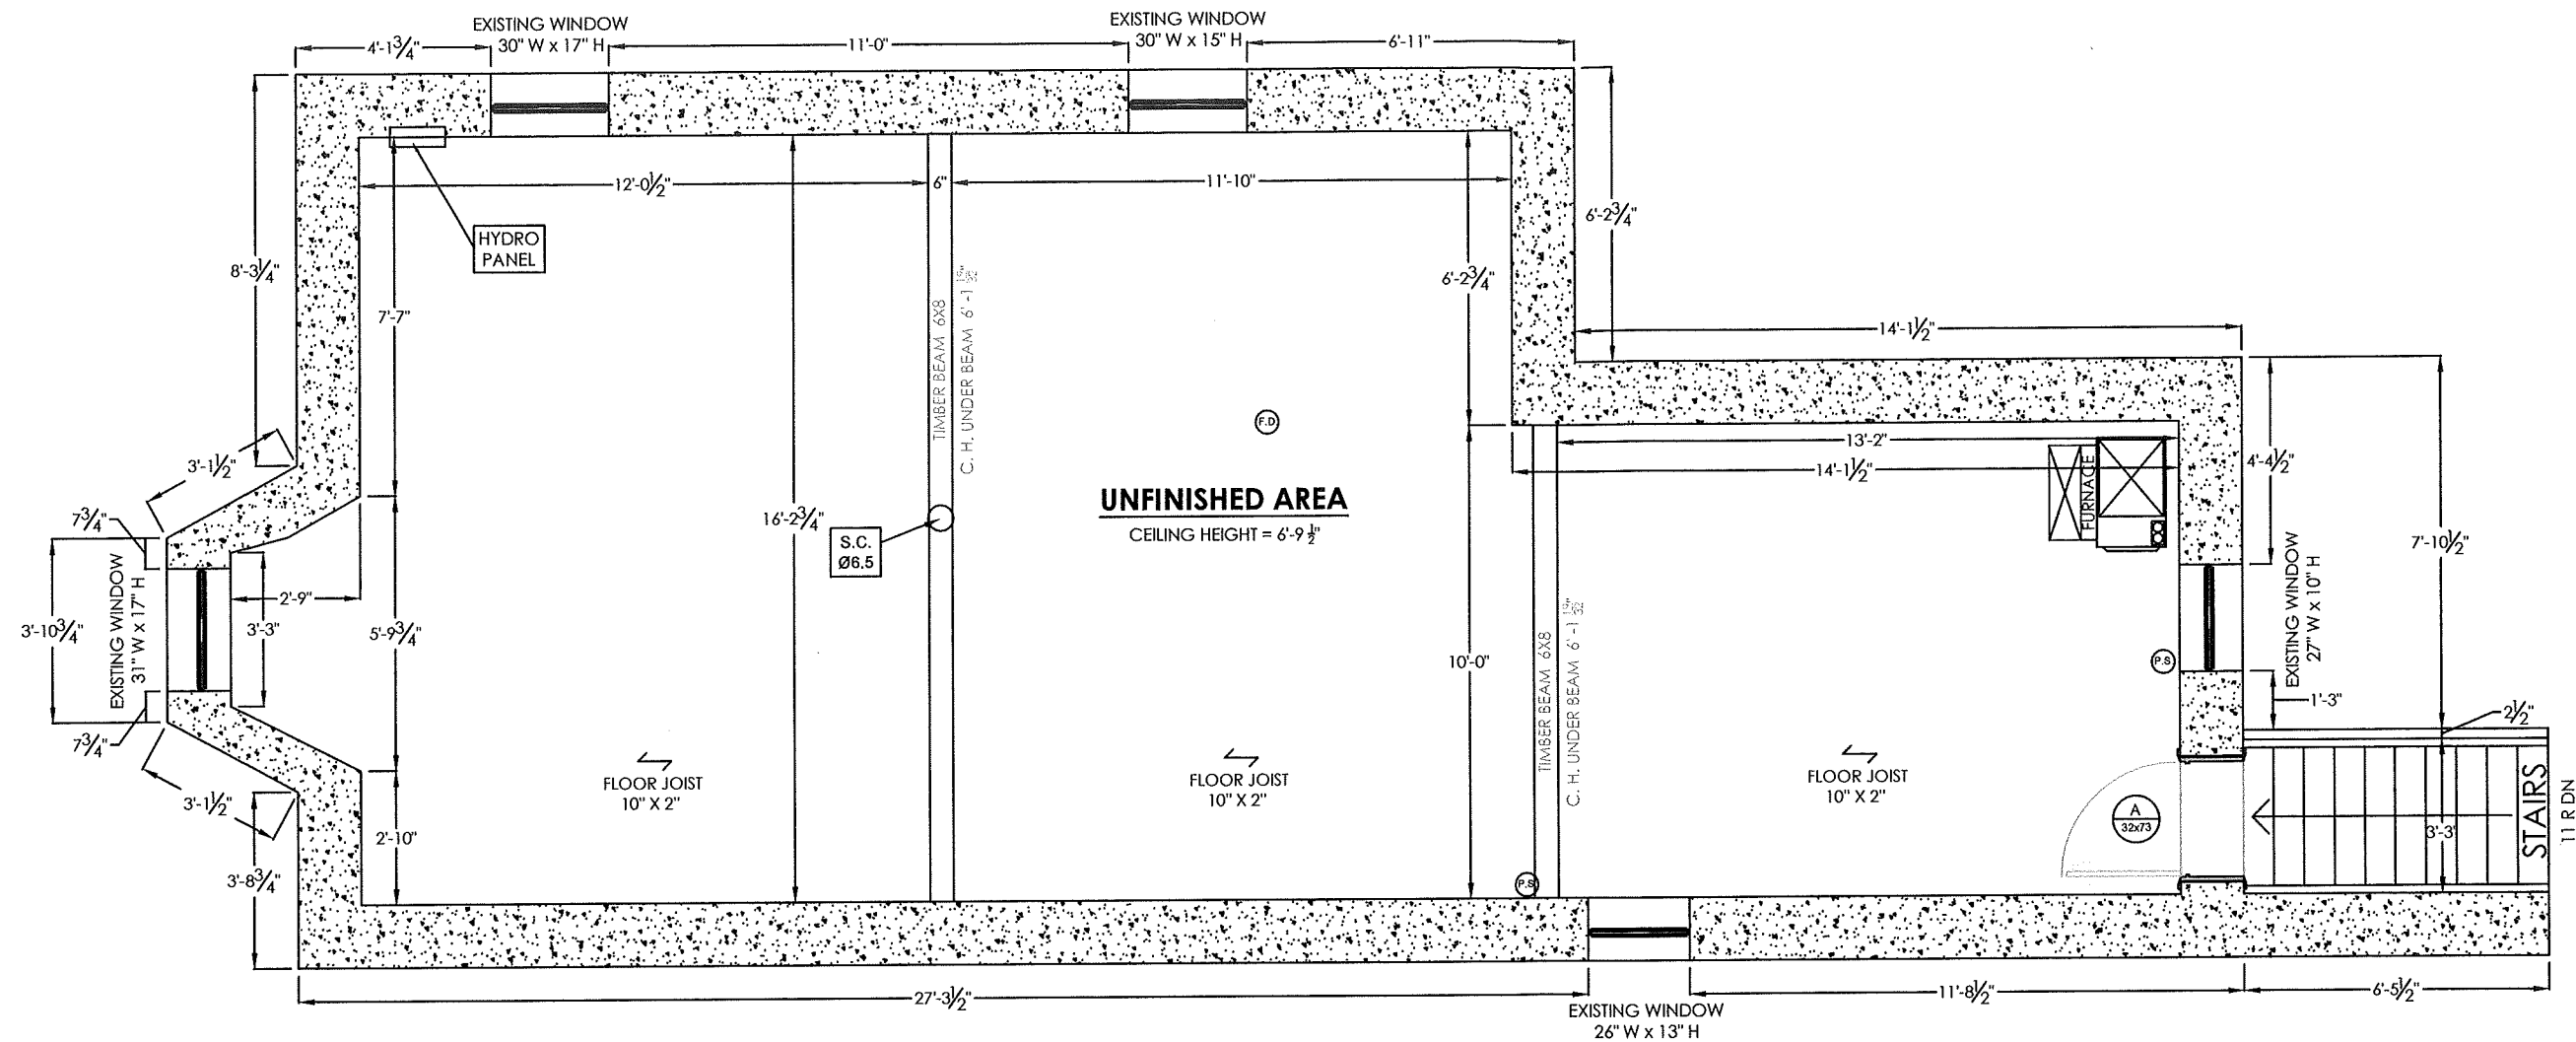 EXISTING WINDOW
30" W x 17" H
EXISTING WINDOW
30" W x 15" H
4'-1¾"
11'-0"
6'-11"
12'-0½"
6"
11'-10"
HYDRO
PANEL
8'-3¼"
7'-7"
6'-2¾"
6'-2¾"
14'-1½"
TIMBER BEAM 6X8
C. H. UNDER BEAM 6'-1 19/32"
F.D
13'-2"
14'-1½"
FURNACE
4'-4½"
7'-10½"
3'-1½"
7¾"
UNFINISHED AREA
CEILING HEIGHT = 6'-9 ½"
16'-2¾"
S.C.
Ø6.5
EXISTING WINDOW
31" W x 17" H
3'-10¾"
2'-9"
3'-3"
5'-9¾"
10'-0"
TIMBER BEAM 6X8
C. H. UNDER BEAM 6'-1 19/32"
P.S
EXISTING WINDOW
27" W x 10" H
1'-3"
2½"
7¾"
3'-1½"
FLOOR JOIST
10" X 2"
FLOOR JOIST
10" X 2"
FLOOR JOIST
10" X 2"
A
32x73
3'-3"
STAIRS
11 R DN
2'-10"
3'-8¾"
P.S
27'-3½"
11'-8½"
6'-5½"
EXISTING WINDOW
26" W x 13" H